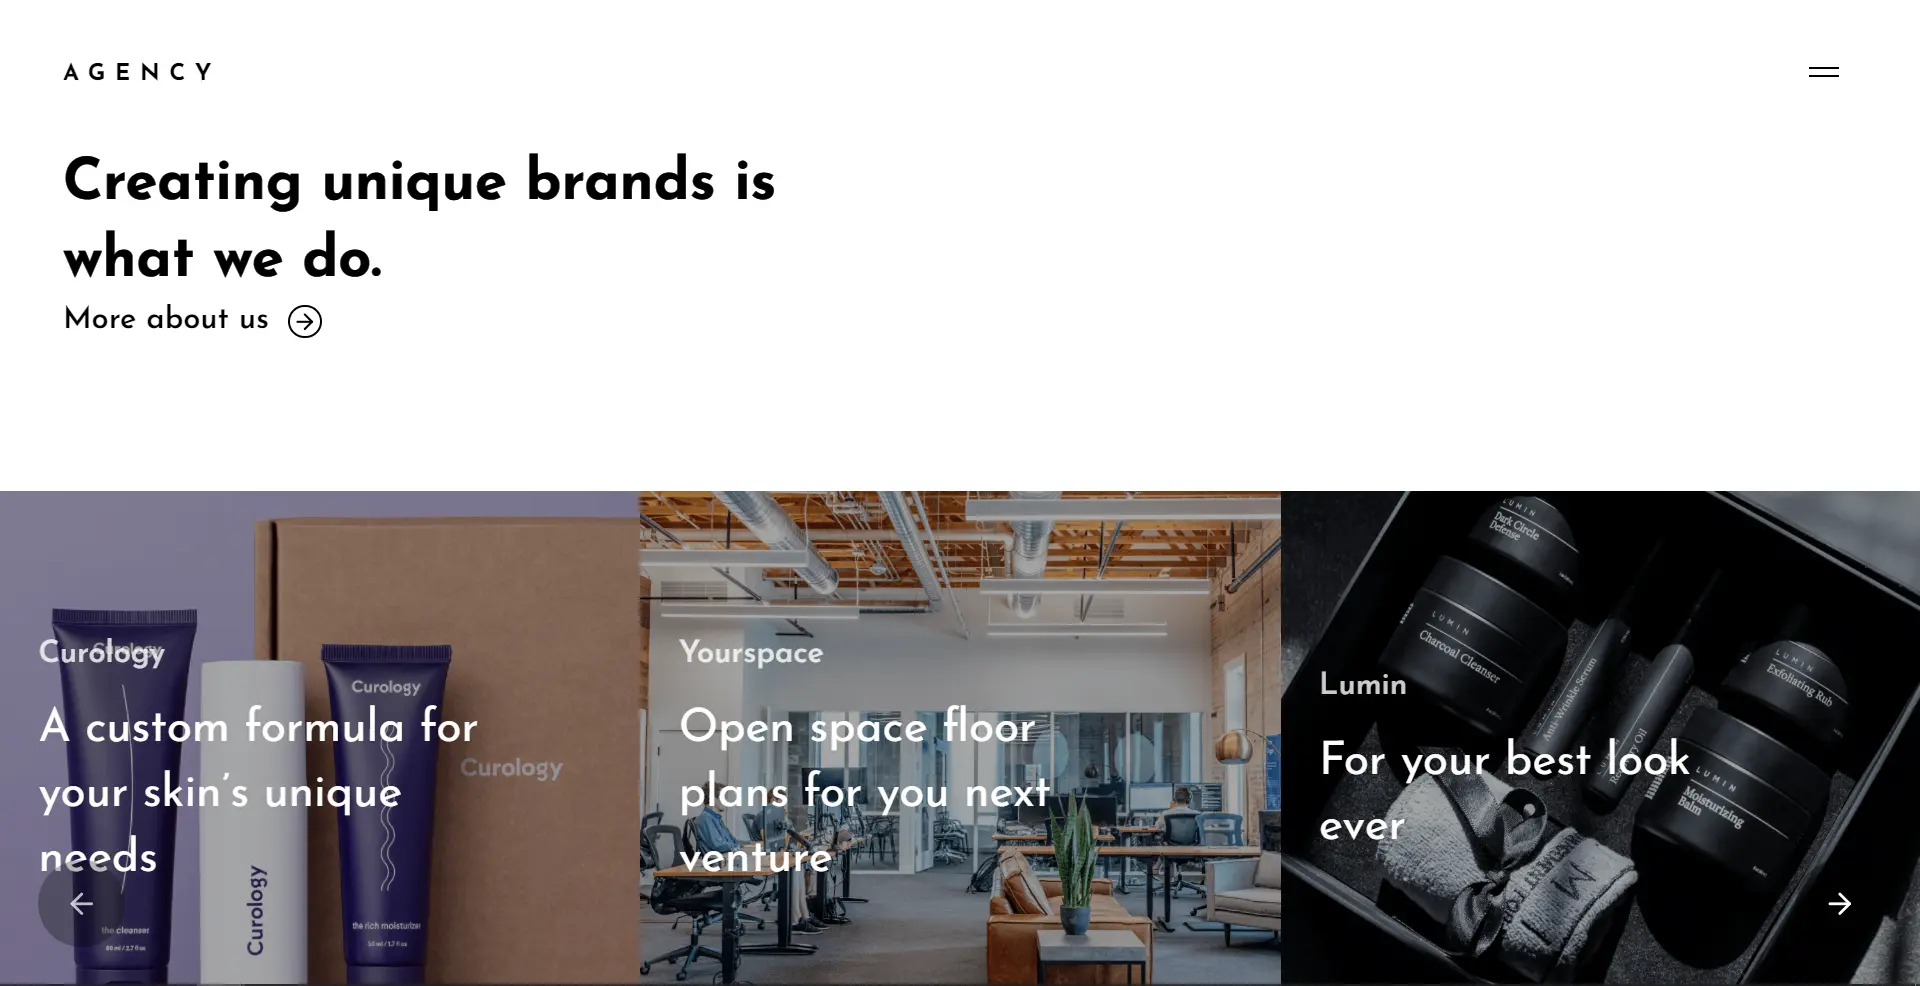 AGENCY
Creating unique brands is
what we do.
More about us
Curology
A custom formula for
your skin’s unique
needs
Curology
Curology
Curology
Curology
the cleanser
the rich moisturizer
Yourspace
Open space floor
plans for you next
venture
Lumin
For your best look
ever
LUMIN
Dark Circle
Defense
LUMIN
Charcoal Cleanser
Anti-Wrinkle Serum
LUMIN
Exfoliating Rub
LUMIN
Moisturizing
Balm